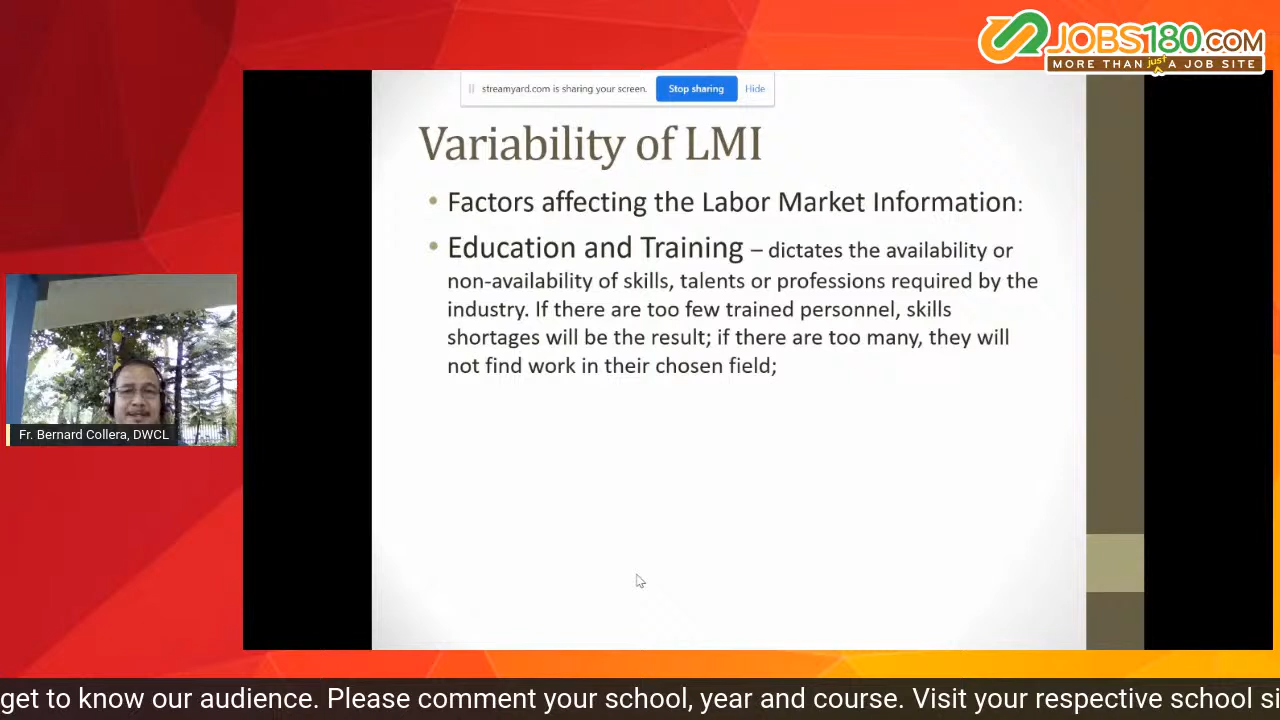 JOBS180.COM
MORE THAN just A JOB SITE
streamyard.com is sharing your screen.
Stop sharing
Hide
Variability of LMI
• Factors affecting the Labor Market Information:
• Education and Training – dictates the availability or
non-availability of skills, talents or professions required by the
industry. If there are too few trained personnel, skills
shortages will be the result; if there are too many, they will
not find work in their chosen field;
Fr. Bernard Collera, DWCL
get to know our audience. Please comment your school, year and course. Visit your respective school si